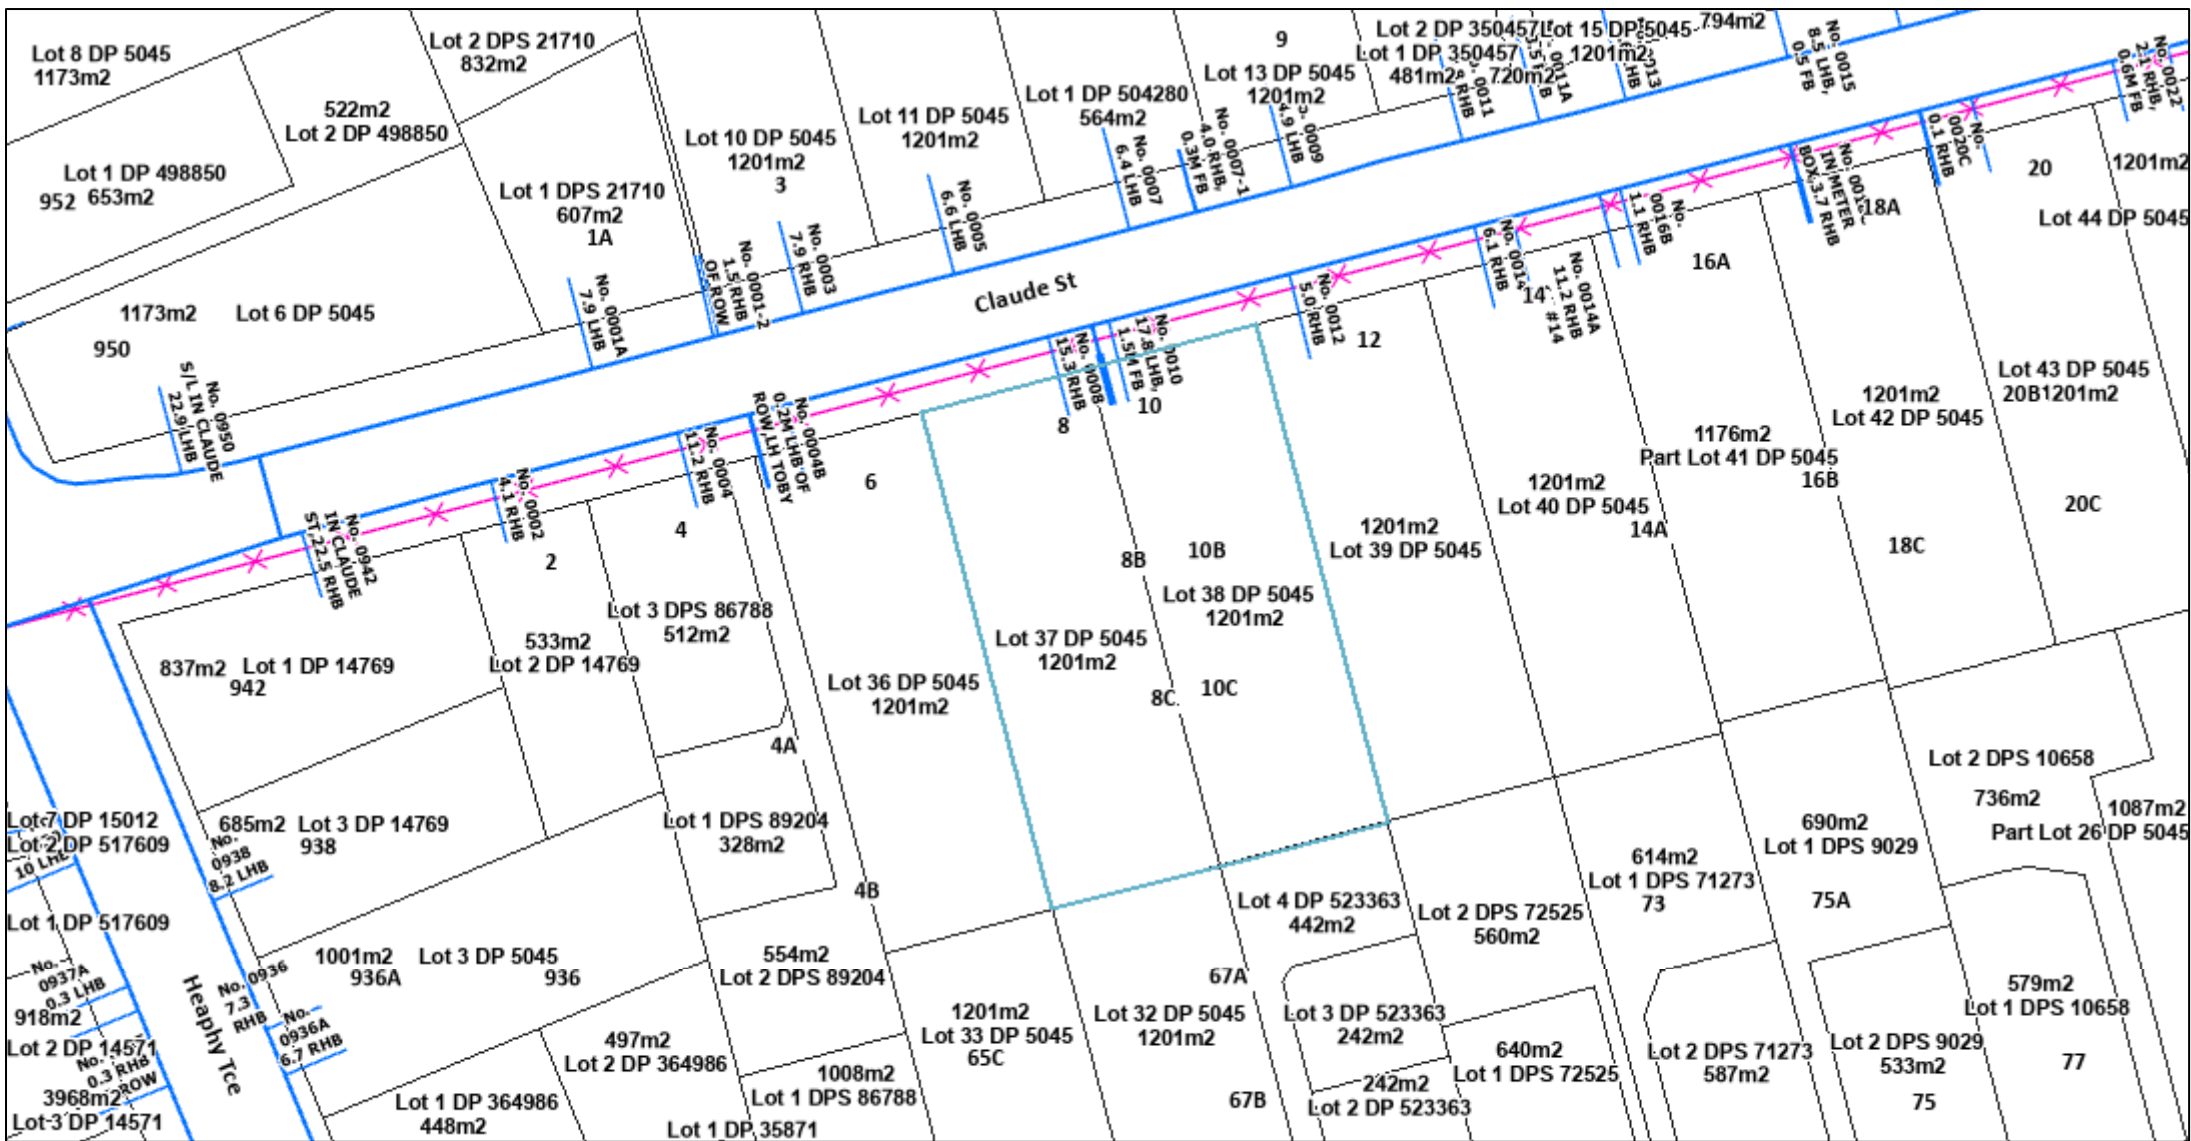 Lot 8 DP 5045
1173m2
Lot 2 DPS 21710
832m2
522m2
Lot 2 DP 498850
Lot 1 DP 498850
952 653m2
Lot 1 DPS 21710
607m2
1A
Lot 10 DP 5045
1201m2
3
Lot 11 DP 5045
1201m2
Lot 1 DP 504280
564m2
9
Lot 13 DP 5045
1201m2
Lot 2 DP 350457
Lot 1 DP 350457
481m2
720m2
Lot 15 DP 5045
1201m2
794m2
No. 0015
8.5 LHB,
0.5 FB
No. 0022
2.1 RHB,
0.6M FB
1173m2 Lot 6 DP 5045
950
No. 0950
S/L IN CLAUDE
22.9 LHB
No. 0001A
7.9 LHB
No. 0001-2
1.5 RHB
OF ROW
No. 0003
7.9 RHB
No. 0005
6.6 LHB
No. 0007
6.4 LHB
No. 0007-1
4.0 RHB,
0.3M FB
0009
4.9 LHB
0011
RHB
0011A
Claude St
No. 0942
IN CLAUDE
ST,22.5 RHB
No. 0002
4.1 RHB
No. 0004
11.2 RHB
No. 0004B
0.2M LHB OF
ROW,LH TOBY
No. 0008
15.3 RHB
No. 0010
17.8 LHB,
1.5M FB
No. 0012
5.0 RHB
No. 0014
6.1 RHB
No. 0014A
11.2 RHB
#14
No.
0016B
1.1 RHB
IN METER
BOX,3.7 RHB
No.
0020C
0.1 RHB
2
4
6
8
10
12
14
16A
18A
20
1201m2
Lot 44 DP 5045
Lot 43 DP 5045
20B1201m2
1201m2
Lot 42 DP 5045
1176m2
Part Lot 41 DP 5045
16B
1201m2
Lot 40 DP 5045
14A
1201m2
Lot 39 DP 5045
20C
18C
8B
10B
Lot 38 DP 5045
1201m2
Lot 37 DP 5045
1201m2
8C
10C
Lot 36 DP 5045
1201m2
Lot 3 DPS 86788
512m2
533m2
Lot 2 DP 14769
837m2 Lot 1 DP 14769
942
4A
Lot 1 DPS 89204
328m2
4B
685m2 Lot 3 DP 14769
938
No.
0938
8.2 LHB
Lot 7 DP 15012
Lot 2 DP 517609
10 LHB
Lot 1 DP 517609
No.
0937A
0.3 LHB
918m2
Lot 2 DP 14571
No.
0.3 RHB
ROW
3968m2
Lot 3 DP 14571
Heaphy Tce
No. 0936
7.3
RHB
No.
0936A
6.7 RHB
1001m2 Lot 3 DP 5045
936A
936
554m2
Lot 2 DPS 89204
497m2
Lot 2 DP 364986
Lot 1 DP 364986
448m2
1008m2
Lot 1 DPS 86788
Lot 1 DP 35871
1201m2
Lot 33 DP 5045
65C
Lot 32 DP 5045
1201m2
67A
67B
Lot 4 DP 523363
442m2
Lot 3 DP 523363
242m2
242m2
Lot 2 DP 523363
Lot 2 DPS 72525
560m2
640m2
Lot 1 DPS 72525
614m2
Lot 1 DPS 71273
73
Lot 2 DPS 71273
587m2
690m2
Lot 1 DPS 9029
75A
Lot 2 DPS 9029
533m2
75
Lot 2 DPS 10658
736m2
1087m2
Part Lot 26 DP 5045
579m2
Lot 1 DPS 10658
77